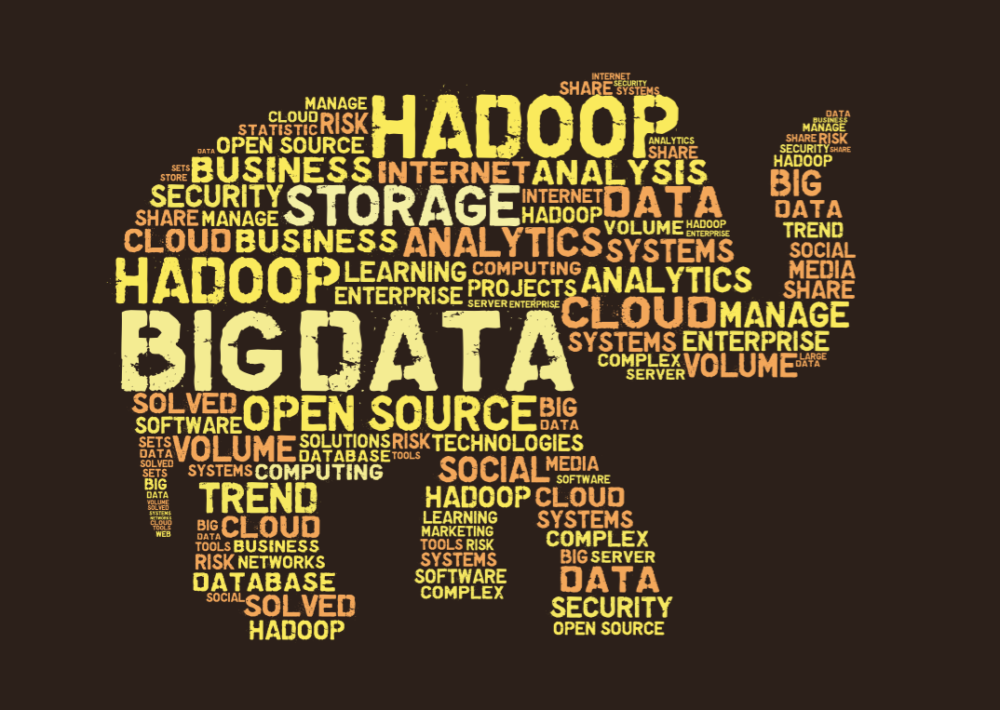 INTERNET
SHARE SECURITY SYSTEMS
MANAGE HADOOP
CLOUD RISK
STATISTIC
DATA OPEN SOURCE ANALYTICS
SHARE
SETS BUSINESS INTERNET ANALYSIS
STORE
SECURITY STORAGE INTERNET DATA
SHARE MANAGE HADOOP
VOLUME HADOOP ENTERPRISE
CLOUD BUSINESS ANALYTICS SYSTEMS
HADOOP LEARNING COMPUTING ANALYTICS
ENTERPRISE PROJECTS
SERVER ENTERPRISE
BIG DATA CLOUD MANAGE
SYSTEMS ENTERPRISE
COMPLEX VOLUME LARGE DATA
SERVER
DATA
BUSINESS
MANAGE
SHARE RISK
SECURITY SHARE
HADOOP
BIG
DATA
TREND
SOCIAL
MEDIA
SHARE
SOLVED OPEN SOURCE BIG
SOFTWARE DATA
SETS VOLUME SOLUTIONS RISK TECHNOLOGIES
DATA DATABASE TOOLS
SOLVED SYSTEMS COMPUTING SOCIAL MEDIA
SETS SOFTWARE
BIG
DATA
VOLUME
SOLVED
SYSTEMS
NETWORKS
CLOUD
TOOLS
WEB
TREND
BIG CLOUD
DATA
TOOLS BUSINESS
RISK NETWORKS
DATABASE
SOCIAL SOLVED
HADOOP
HADOOP CLOUD
LEARNING
MARKETING
TOOLS RISK
SYSTEMS
SOFTWARE
COMPLEX
SYSTEMS
COMPLEX
BIG SERVER
DATA
SECURITY
OPEN SOURCE